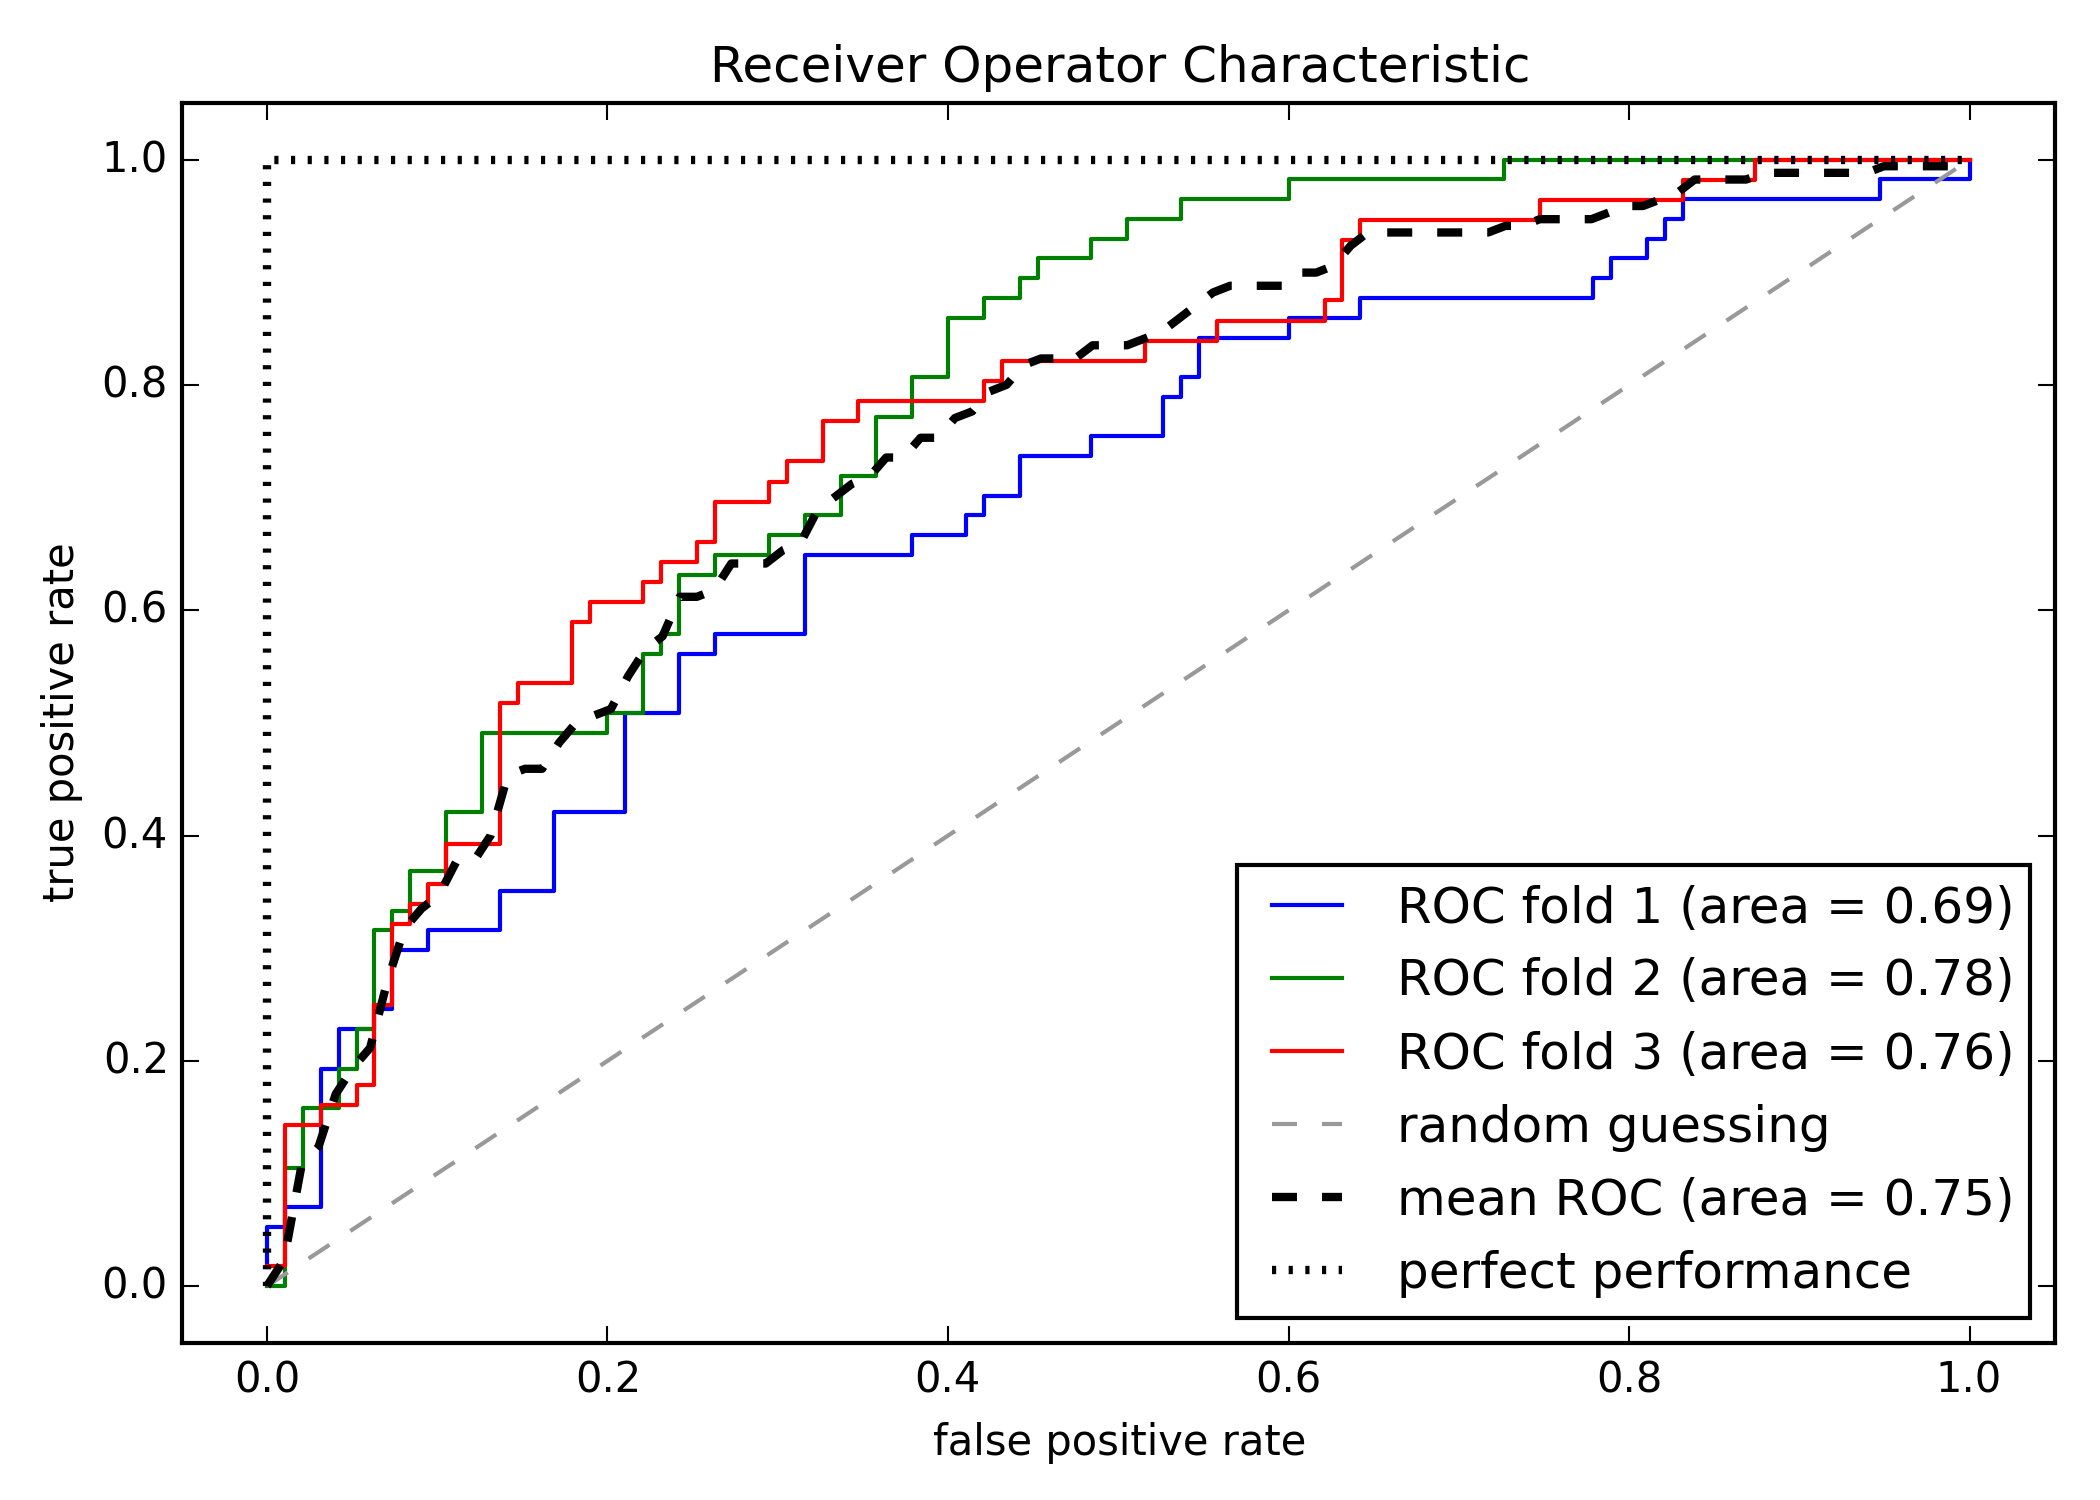 Receiver Operator Characteristic
1.0
0.8
0.6
0.4
0.2
0.0
true positive rate
ROC fold 1 (area = 0.69)
ROC fold 2 (area = 0.78)
ROC fold 3 (area = 0.76)
random guessing
mean ROC (area = 0.75)
perfect performance
0.0 0.2 0.4 0.6 0.8 1.0
false positive rate